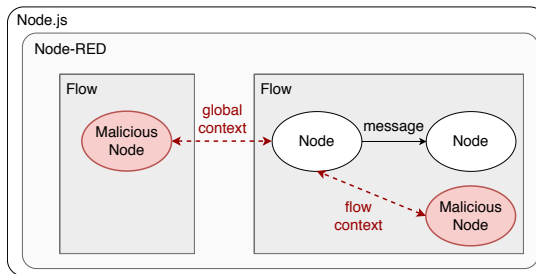 Node.js
Node-RED
Flow
Malicious
Node
global
context
Flow
Node
message
Node
flow
context
Malicious
Node